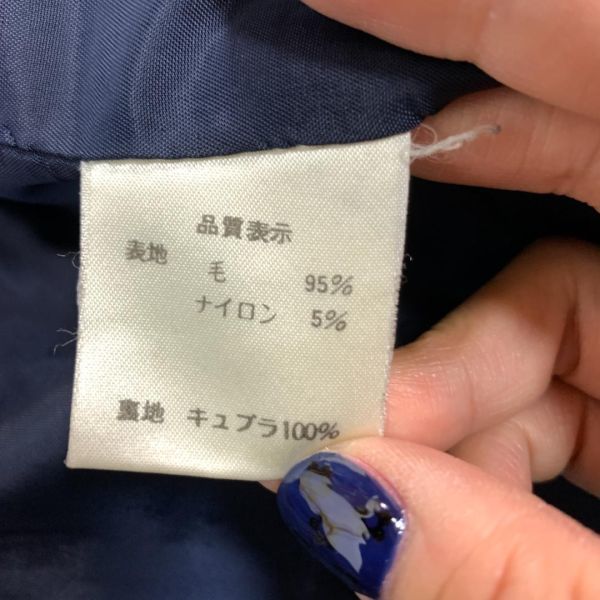 品質表示
表地 毛 95%
ナイロン 5%
裏地 キュプラ100%